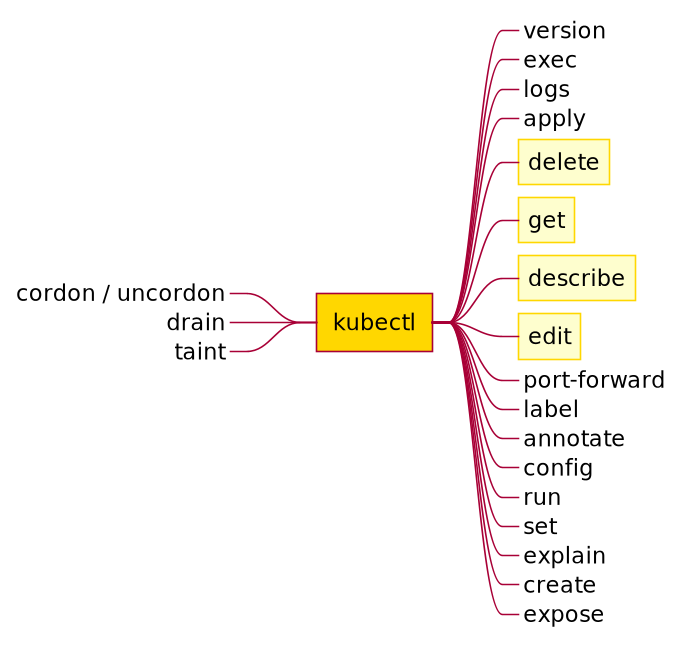 cordon / uncordon
drain
taint
kubectl
version
exec
logs
apply
delete
get
describe
edit
port-forward
label
annotate
config
run
set
explain
create
expose